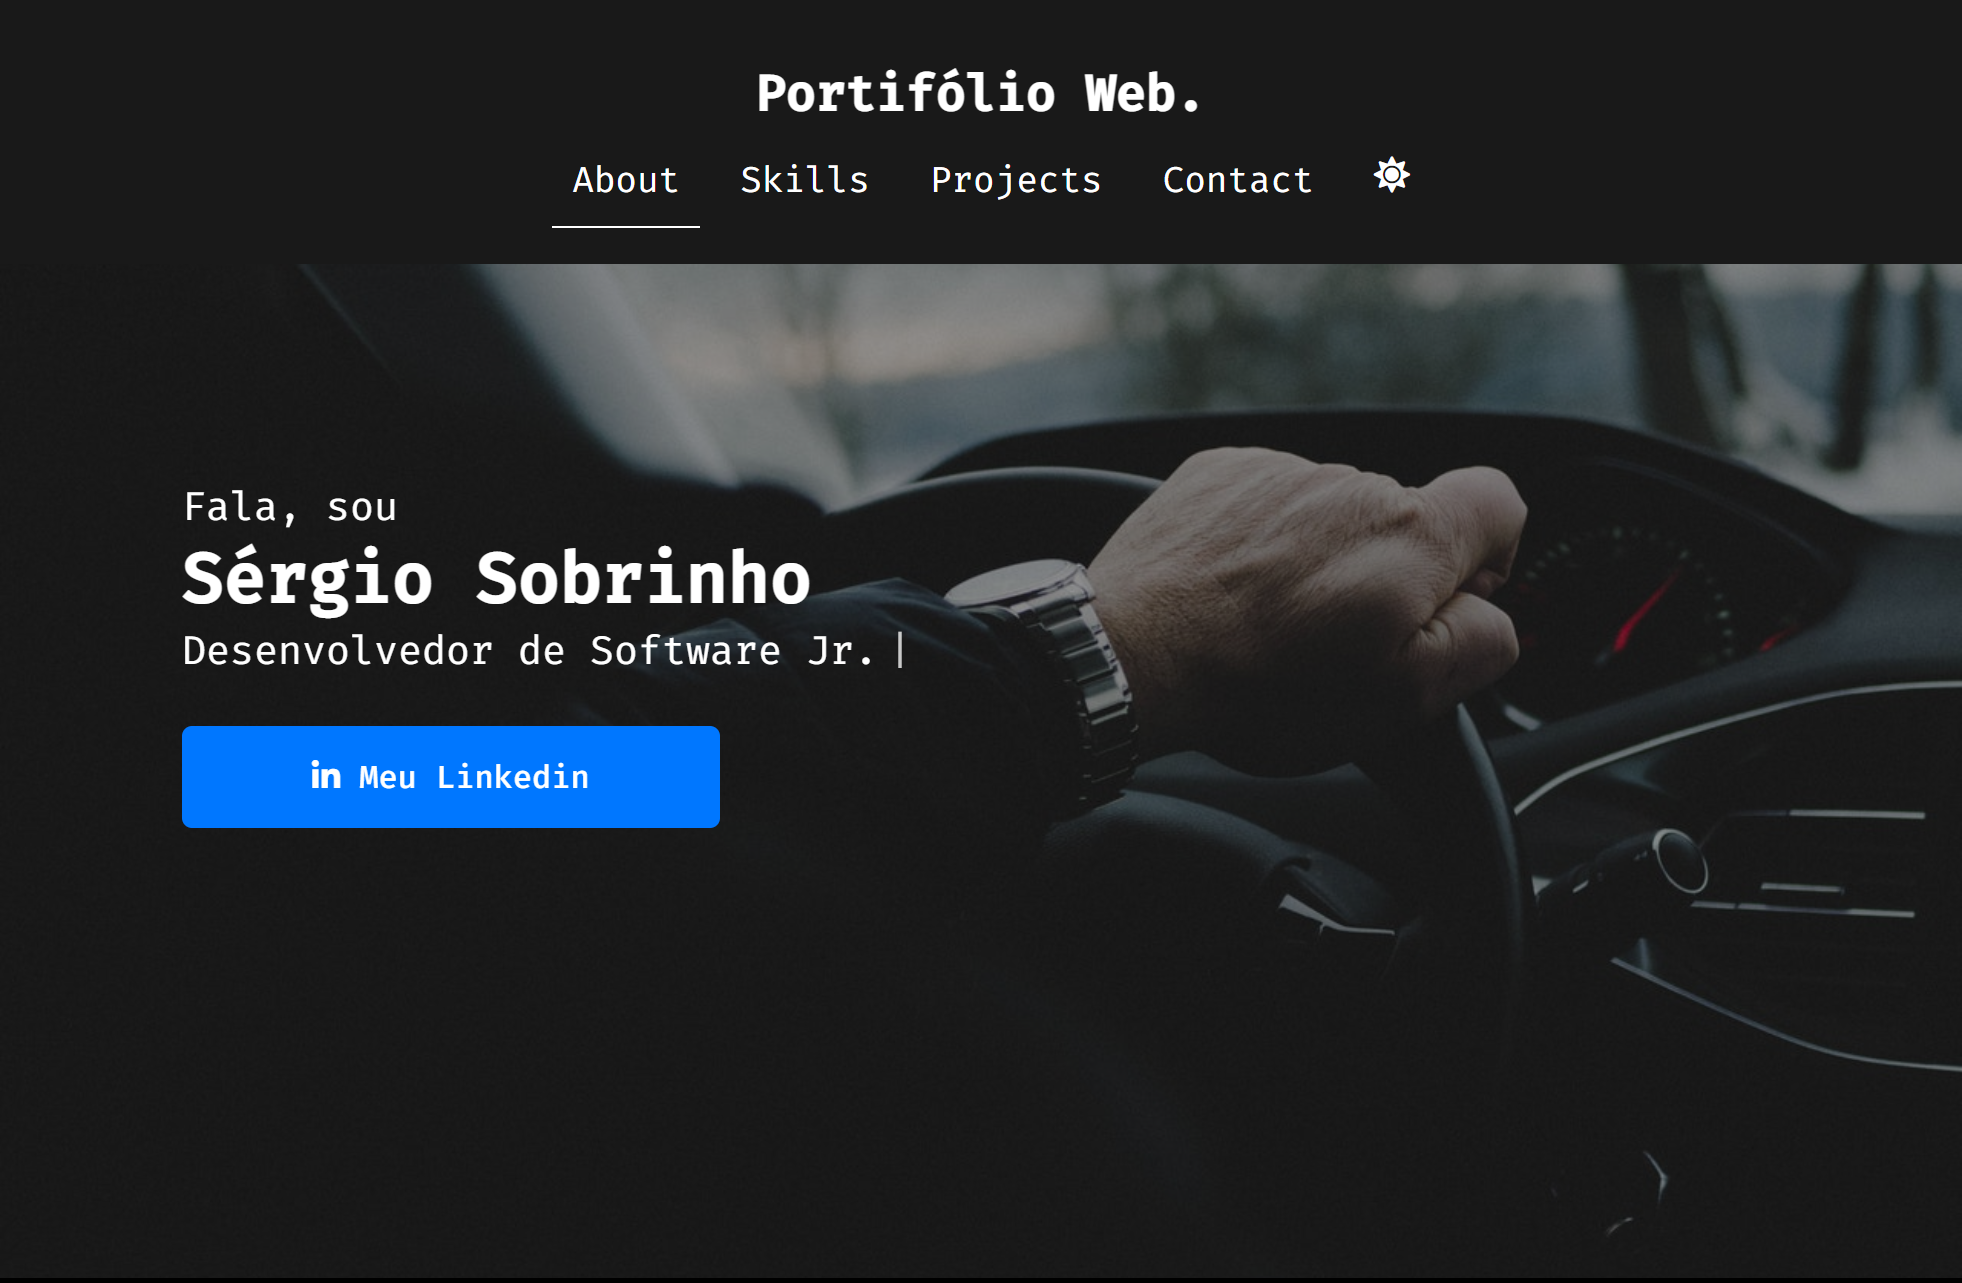 Portifólio Web.
About Skills Projects Contact
Fala, sou
Sérgio Sobrinho
Desenvolvedor de Software Jr. |
in Meu Linkedin